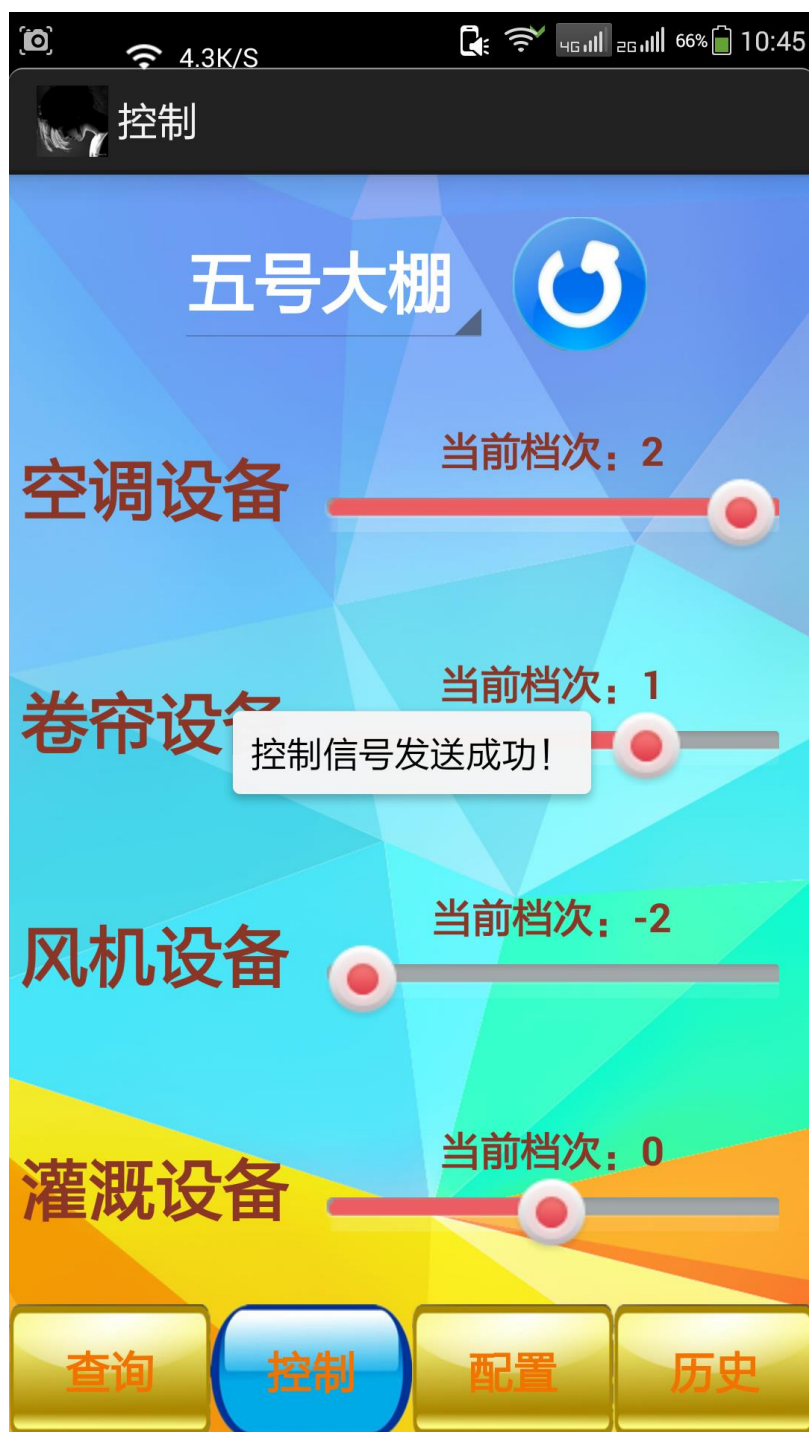 4.3K/S 4G 2G 66% 10:45
控制
五号大棚
当前档次：2
空调设备
当前档次：1
卷帘设备
控制信号发送成功！
当前档次：-2
风机设备
当前档次：0
灌溉设备
查询 控制 配置 历史